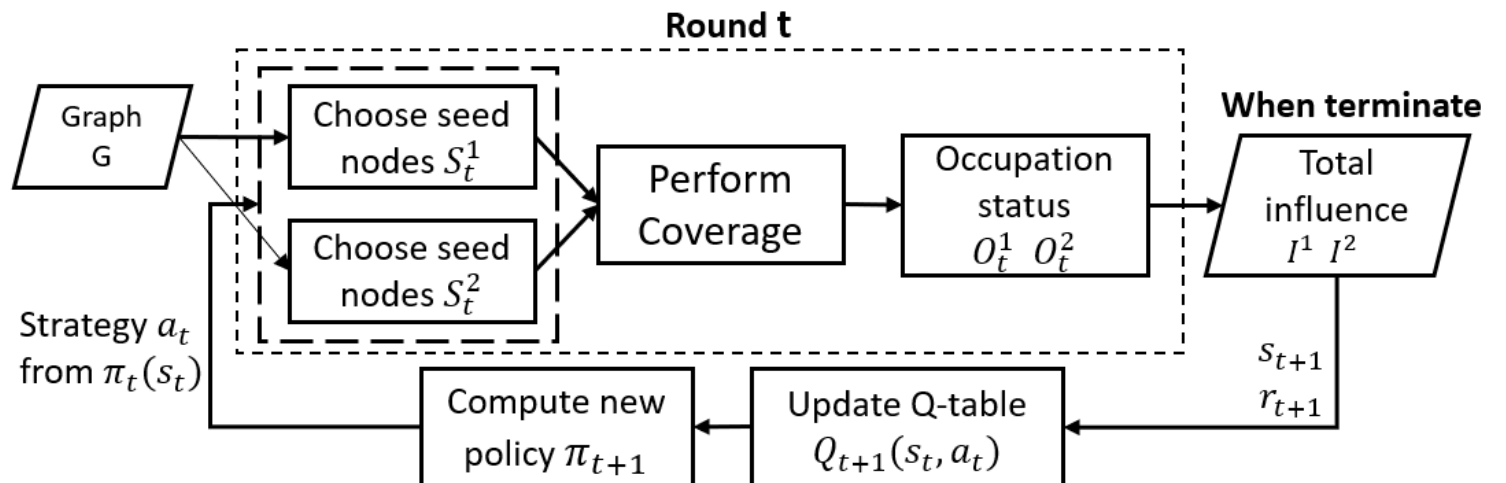 Round t
Graph
G
Choose seed
nodes $S_t^1$
Choose seed
nodes $S_t^2$
Perform
Coverage
Occupation
status
$O_t^1$ $O_t^2$
When terminate
Total
influence
$I^1$ $I^2$
Strategy $a_t$
from $\pi_t(s_t)$
Compute new
policy $\pi_{t+1}$
Update Q-table
$Q_{t+1}(s_t, a_t)$
$s_{t+1}$
$r_{t+1}$